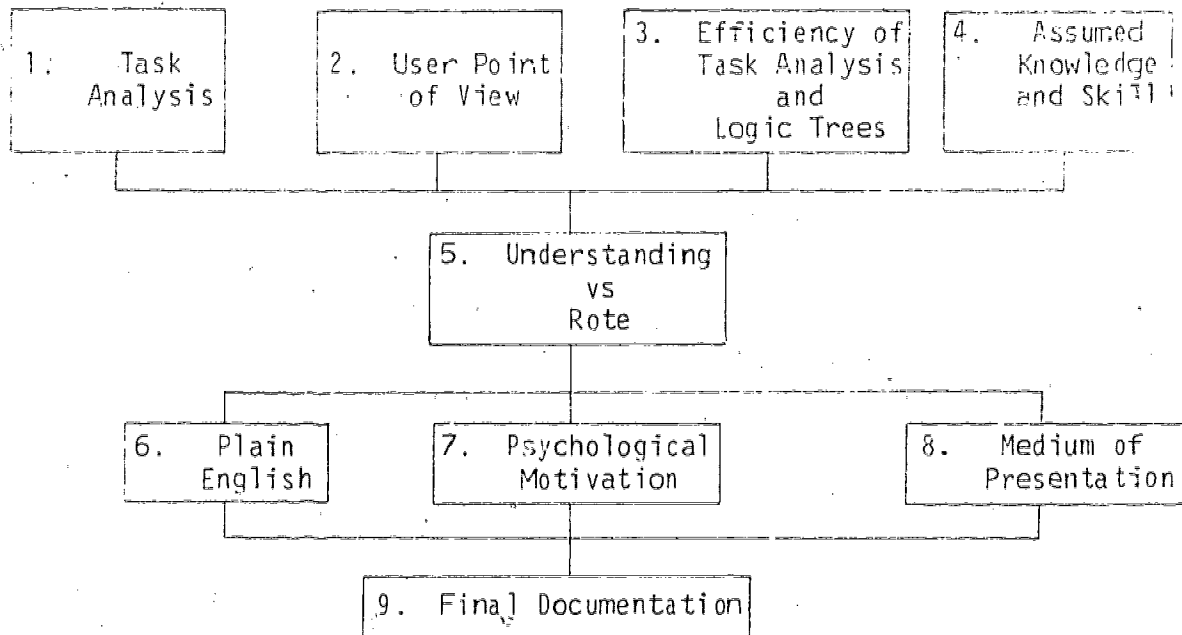 1. Task
Analysis
2. User Point
of View
3. Efficiency of
Task Analysis
and
Logic Trees
4. Assumed
Knowledge
and Skill
5. Understanding
vs
Rote
6. Plain
English
7. Psychological
Motivation
8. Medium of
Presentation
9. Final Documentation